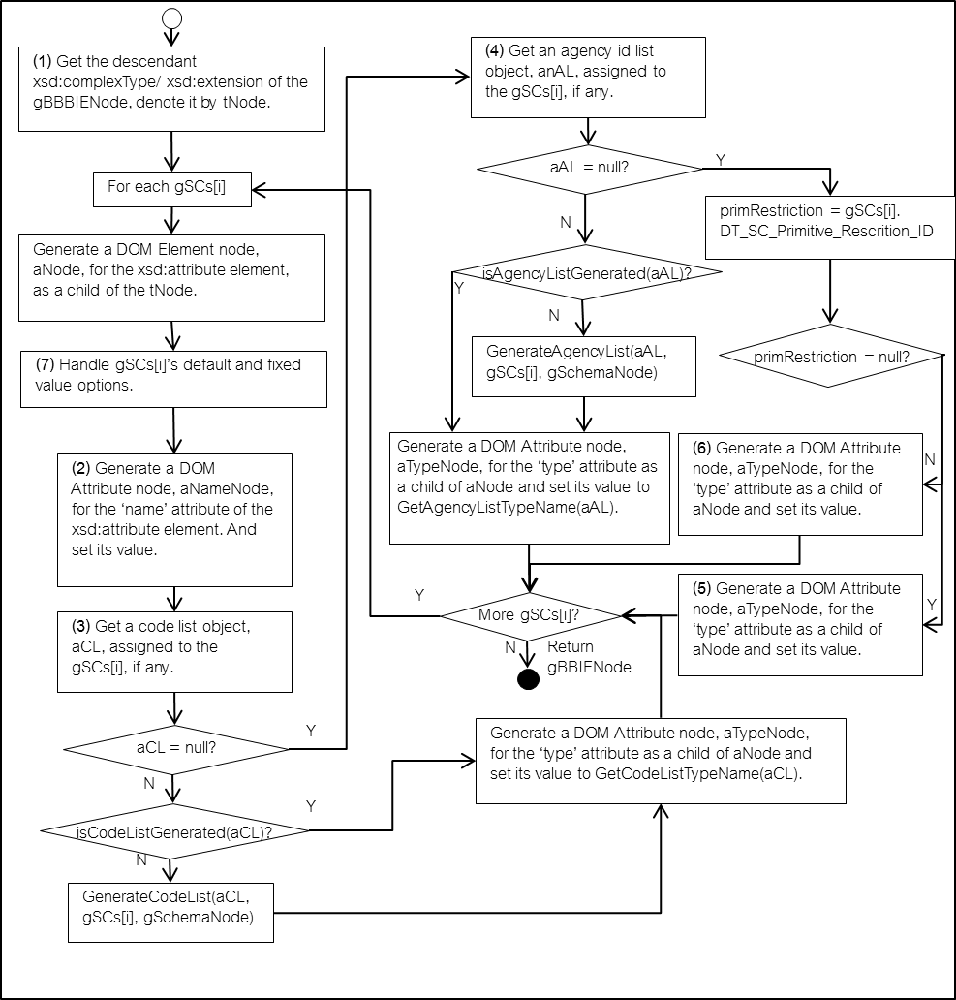 (1) Get the descendant
xsd:complexType/ xsd:extension of the
gBBBIENode, denote it by tNode.
For each gSCs[i]
Generate a DOM Element node,
aNode, for the xsd:attribute element,
as a child of the tNode.
(7) Handle gSCs[i]'s default and fixed
value options.
(2) Generate a DOM
Attribute node, aNameNode,
for the ‘name’ attribute of the
xsd:attribute element. And
set its value.
(3) Get a code list object,
aCL, assigned to the
gSCs[i], if any.
aCL = null?
Y
N
isCodeListGenerated(aCL)?
Y
N
GenerateCodeList(aCL,
gSCs[i], gSchemaNode)
(4) Get an agency id list
object, anAL, assigned to
the gSCs[i], if any.
aAL = null?
Y
N
primRestriction = gSCs[i].
DT_SC_Primitive_Rescrition_ID
isAgencyListGenerated(aAL)?
Y
N
primRestriction = null?
GenerateAgencyList(aAL,
gSCs[i], gSchemaNode)
Generate a DOM Attribute node,
aTypeNode, for the ‘type’ attribute as
a child of aNode and set its value to
GetAgencyListTypeName(aAL).
(6) Generate a DOM Attribute
node, aTypeNode, for the
‘type’ attribute as a child of
aNode and set its value.
N
(5) Generate a DOM Attribute
node, aTypeNode, for the
‘type’ attribute as a child of
aNode and set its value.
Y
More gSCs[i]?
Y
N
Return
gBBIENode
Generate a DOM Attribute node, aTypeNode,
for the ‘type’ attribute as a child of aNode and
set its value to GetCodeListTypeName(aCL).